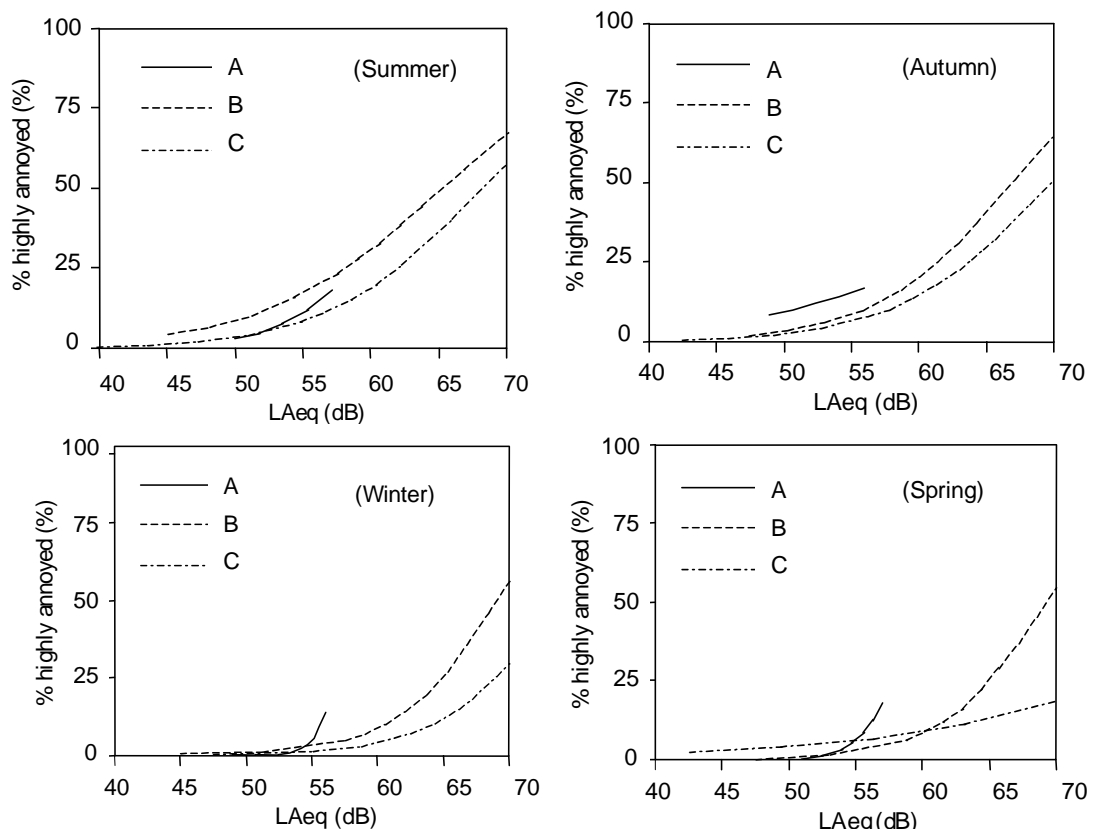 % highly annoyed (%)
100
75
50
25
0
A
B
C
(Summer)
40 45 50 55 60 65 70
LAeq (dB)
% highly annoyed (%)
100
75
50
25
0
A
B
C
(Autumn)
40 45 50 55 60 65 70
LAeq (dB)
% highly annoyed (%)
100
75
50
25
0
A
B
C
(Winter)
40 45 50 55 60 65 70
LAeq (dB)
% highly annoyed (%)
100
75
50
25
0
A
B
C
(Spring)
40 45 50 55 60 65 70
LAeq(dB)